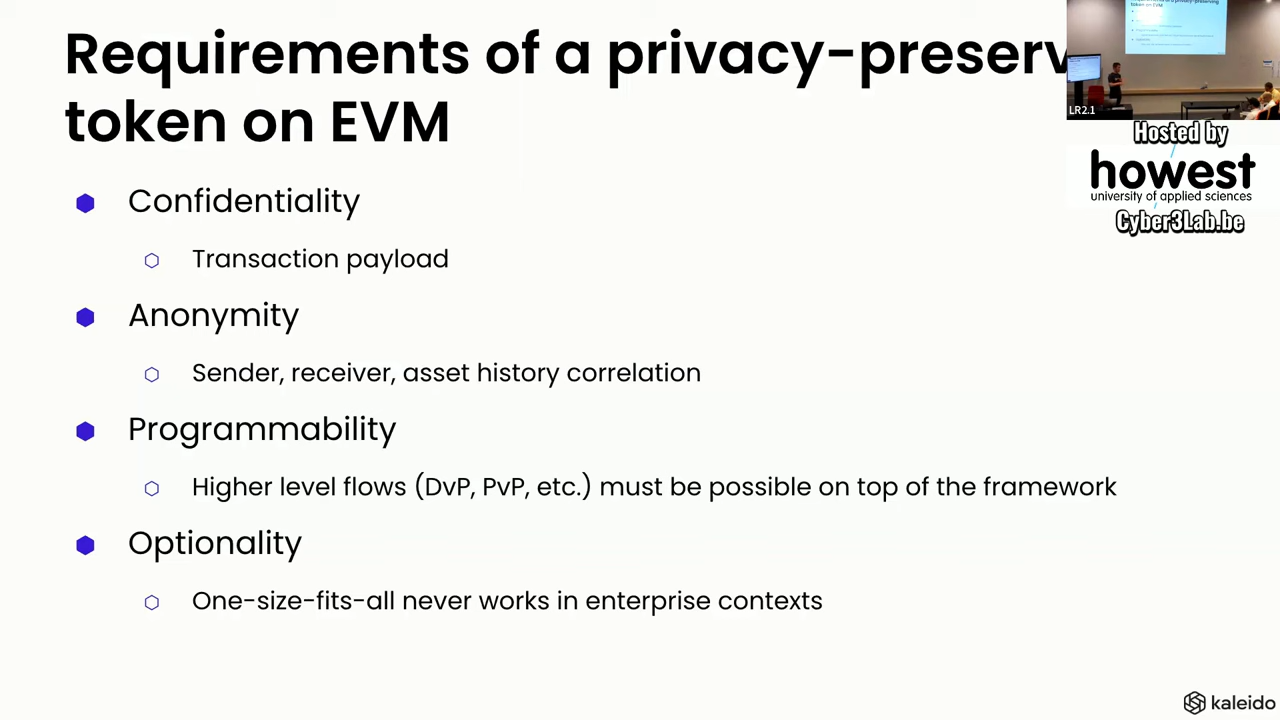 Requirements of a privacy-preserv
token on EVM
Confidentiality
Transaction payload
Anonymity
Sender, receiver, asset history correlation
Programmability
Higher level flows (DvP, PvP, etc.) must be possible on top of the framework
Optionality
One-size-fits-all never works in enterprise contexts
LR2.1
Hosted by
howest
university of applied sciences
Cyber3Lab.be
kaleido